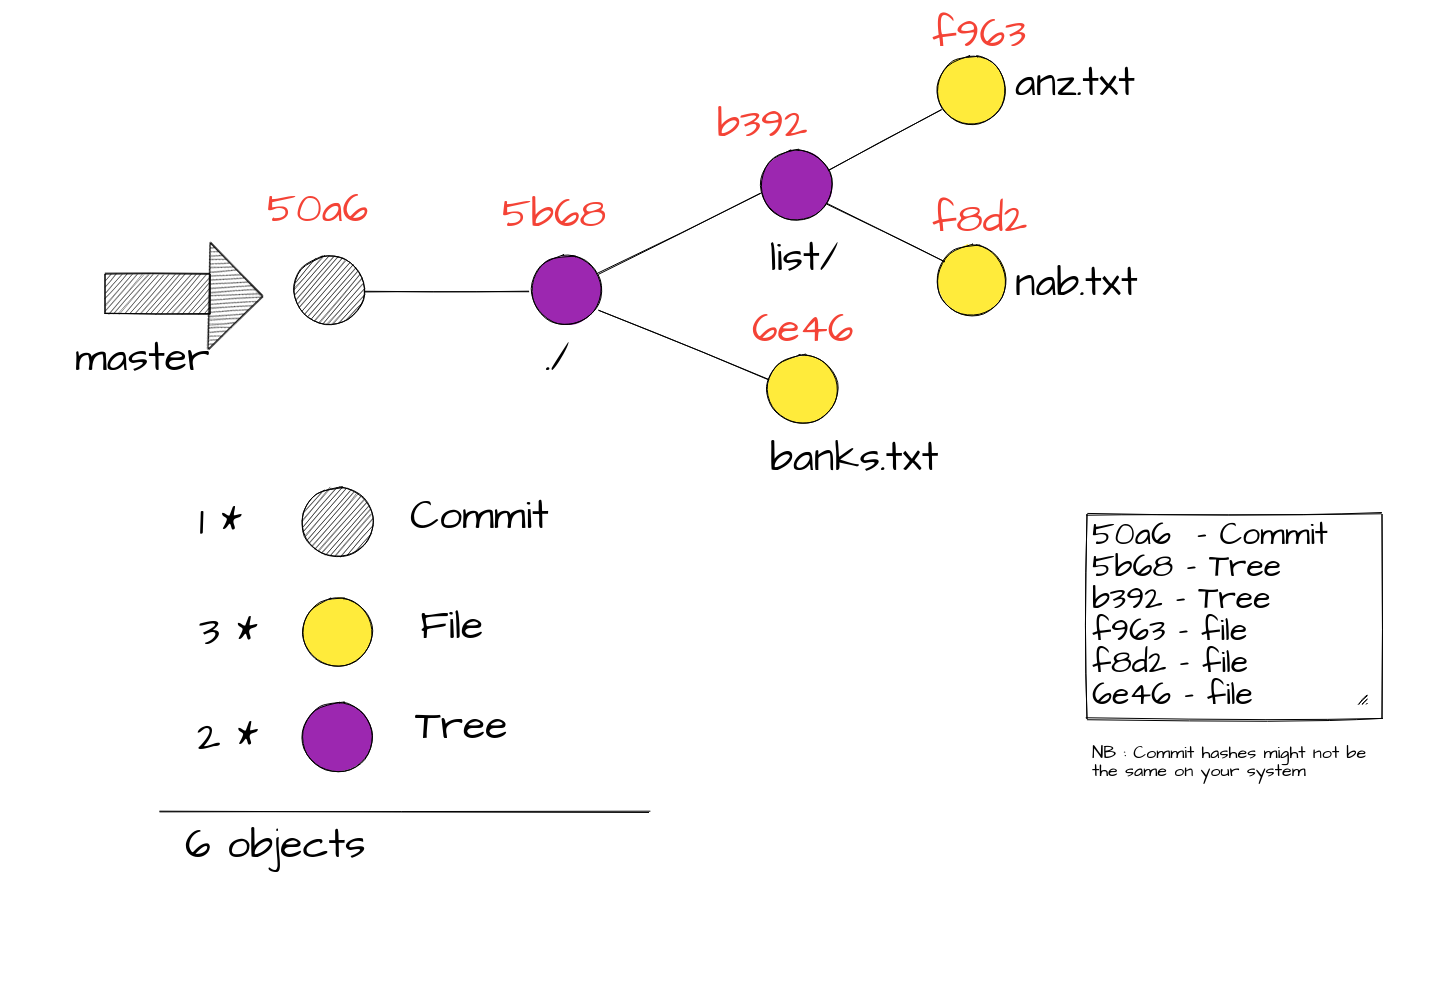 f963
anz.txt
b392
50a6
5b68
f8d2
list/
nab.txt
6e46
master
./
banks.txt
1 * Commit
3 * File
2 * Tree
6 objects
50a6 - Commit
5b68 - Tree
b392 - Tree
f963 - file
f8d2 - file
6e46 - file
NB : Commit hashes might not be
the same on your system